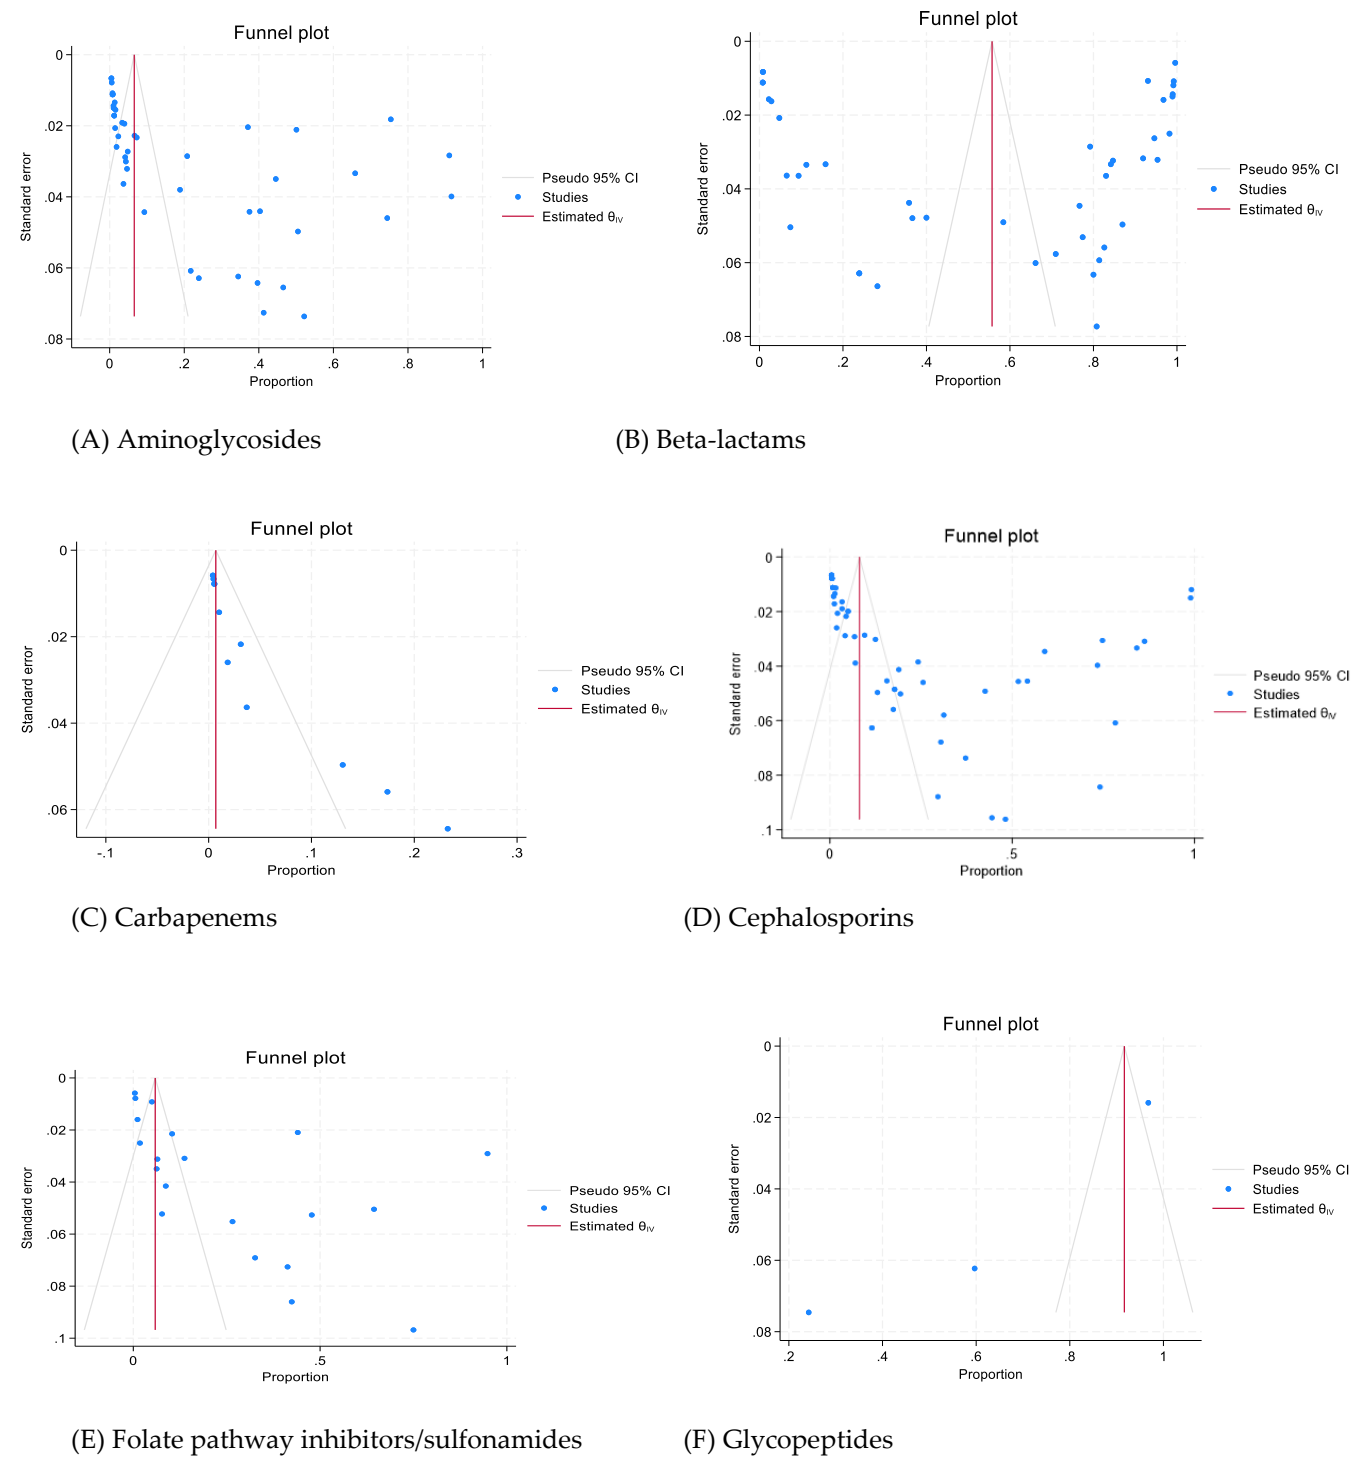 Funnel plot
0
.02
.04
.06
.08
Standard error
0
.2
.4
.6
.8
1
Proportion
Pseudo 95% CI
Studies
Estimated θIV
(A) Aminoglycosides
Funnel plot
0
.02
.04
.06
.08
Standard error
0
.2
.4
.6
.8
1
Proportion
Pseudo 95% CI
Studies
Estimated θIV
(B) Beta-lactams
Funnel plot
0
.02
.04
.06
Standard error
-.1
0
.1
.2
.3
Proportion
Pseudo 95% CI
Studies
Estimated θIV
(C) Carbapenems
Funnel plot
0
.02
.04
.06
.08
.1
Standard error
0
.5
1
Proportion
Pseudo 95% CI
Studies
Estimated θIV
(D) Cephalosporins
Funnel plot
0
.02
.04
.06
.08
.1
Standard error
0
.5
1
Proportion
Pseudo 95% CI
Studies
Estimated θIV
(E) Folate pathway inhibitors/sulfonamides
Funnel plot
0
.02
.04
.06
.08
Standard error
.2
.4
.6
.8
1
Proportion
Pseudo 95% CI
Studies
Estimated θIV
(F) Glycopeptides